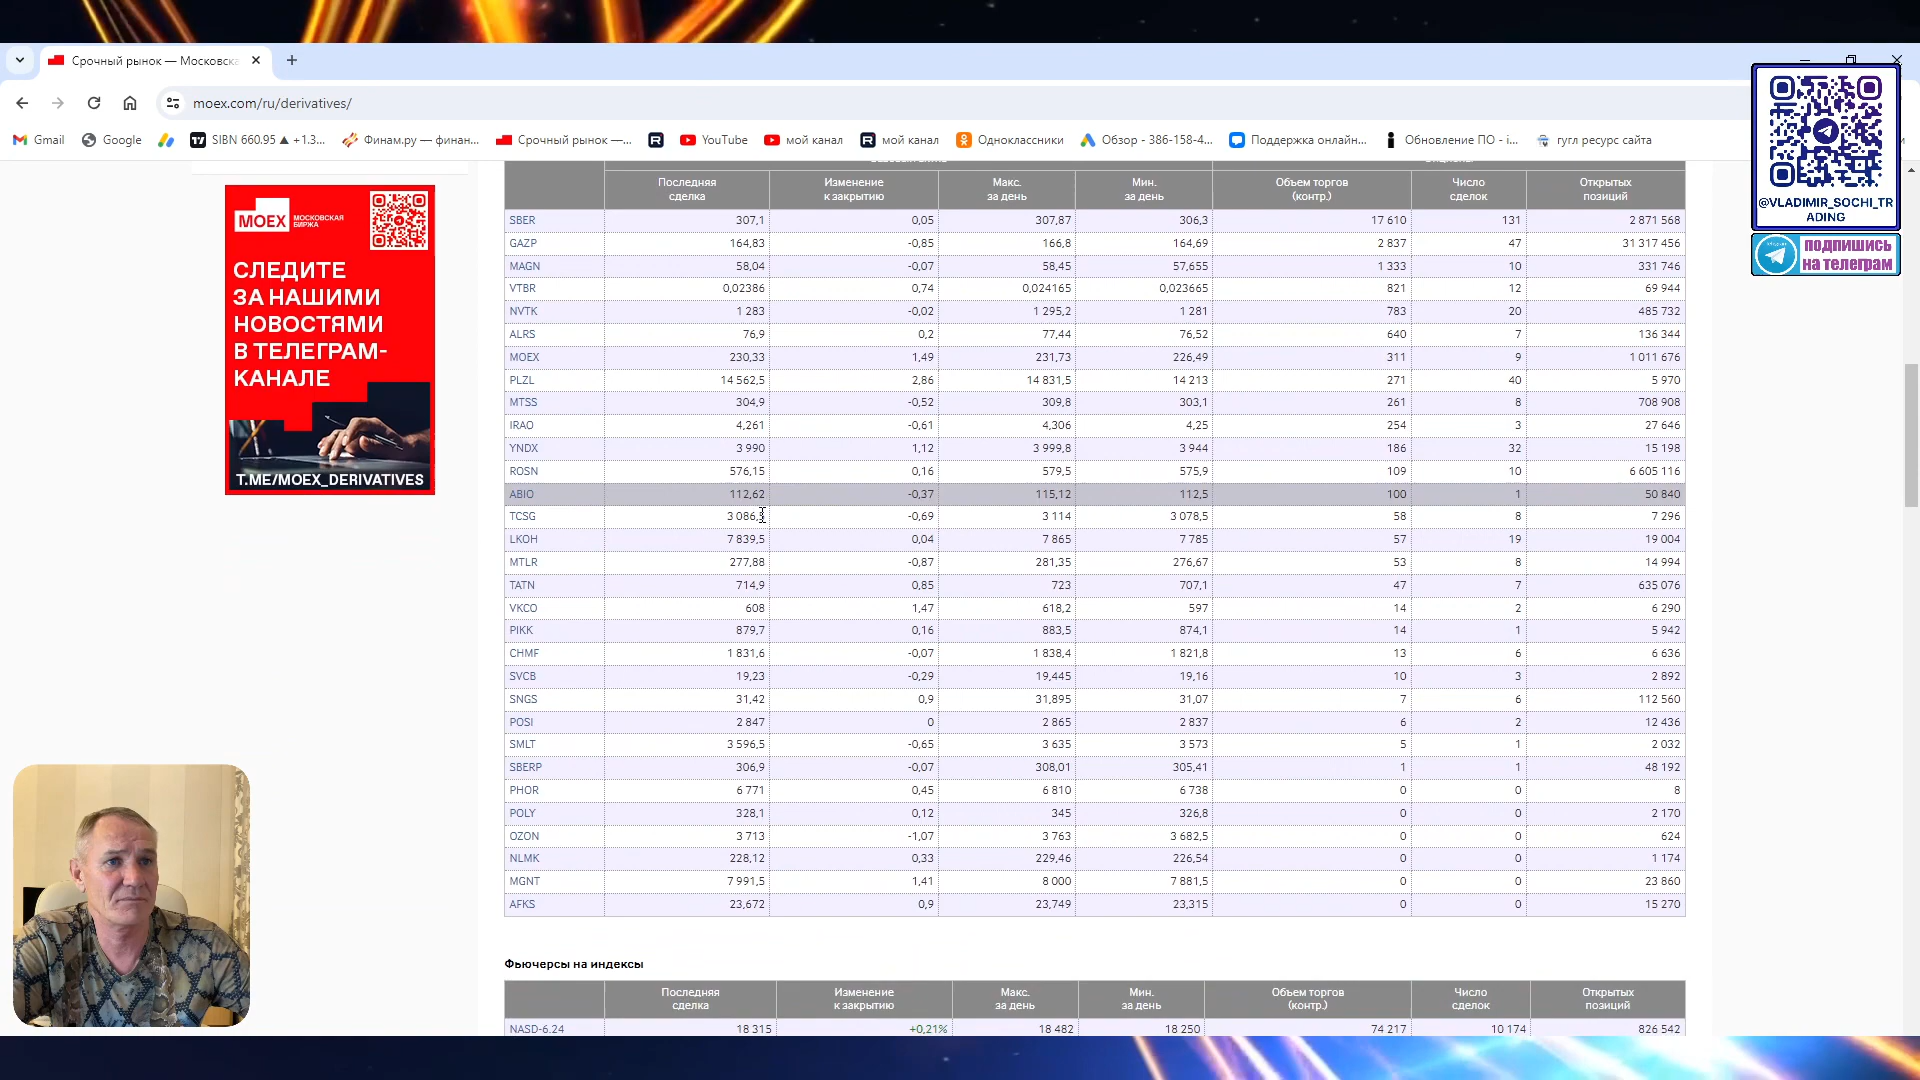 Срочный рынок — Московска
moex.com/ru/derivatives/
Gmail
Google
SIBN 660.95 ▲ +1.3...
Финам.ру — финан...
Срочный рынок —...
YouTube
мой канал
мой канал
Одноклассники
Обзор - 386-158-4...
Поддержка онлайн...
Обновление ПО - i...
гугл ресурс сайта
@VLADIMIR_SOCHI_TR
ADING
подпишись
на телеграм
MOEX МОСКОВСКАЯ
БИРЖА
СЛЕДИТЕ
ЗА НАШИМИ
НОВОСТЯМИ
В ТЕЛЕГРАМ-
КАНАЛЕ
T.ME/MOEX_DERIVATIVES
Последняя сделка Изменение к закрытию Макс. за день Мин. за день Объем торгов (контр.) Число сделок Открытых позиций
SBER 307,1 0,05 307,87 306,3 17 610 131 2 871 568
GAZP 164,83 -0,85 166,8 164,69 2 837 47 31 317 456
MAGN 58,04 -0,07 58,45 57,655 1 333 10 331 746
VTBR 0,02386 0,74 0,024165 0,023665 821 12 69 944
NVTK 1 283 -0,02 1 295,2 1 281 783 20 485 732
ALRS 76,9 0,2 77,44 76,52 640 7 136 344
MOEX 230,33 1,49 231,73 226,49 311 9 1 011 676
PLZL 14 562,5 2,86 14 831,5 14 213 271 40 5 970
MTSS 304,9 -0,52 309,8 303,1 261 8 708 908
IRAO 4,261 -0,61 4,306 4,25 254 3 27 646
YNDX 3 990 1,12 3 999,8 3 944 186 32 15 198
ROSN 576,15 0,16 579,5 575,9 109 10 6 605 116
ABIO 112,62 -0,37 115,12 112,5 100 1 50 840
TCSG -0,69 3 114 3 078,5 58 8 7 296
LKOH 7 839,5 0,04 7 865 7 785 57 19 19 004
MTLR 277,88 -0,87 281,35 276,67 53 8 14 994
TATN 714,9 0,85 723 707,1 47 7 635 076
VKCO 608 1,47 618,2 597 14 2 6 290
PIKK 879,7 0,16 883,5 874,1 14 1 5 942
CHMF 1 831,6 -0,07 1 838,4 1 821,8 13 6 6 636
SVCB 19,23 -0,29 19,445 19,16 10 3 2 892
SNGS 31,42 0,9 31,895 31,07 7 6 112 560
POSI 2 847 0 2 865 2 837 6 2 12 436
SMLT 3 596,5 -0,65 3 635 3 573 5 1 2 032
SBERP 306,9 -0,07 308,01 305,41 1 1 48 192
PHOR 6 771 0,45 6 810 6 738 0 0 8
POLY 328,1 0,12 345 326,8 0 0 2 170
OZON 3 713 -1,07 3 763 3 682,5 0 0 624
NLMK 228,12 0,33 229,46 226,54 0 0 1 174
MGNT 7 991,5 1,41 8 000 7 881,5 0 0 23 860
AFKS 23,672 0,9 23,749 23,315 0 0 15 270
Фьючерсы на индексы
Последняя сделка Изменение к закрытию Макс. за день Мин. за день Объем торгов (контр.) Число сделок Открытых позиций
NASD-6.24 18 315 +0,21% 18 482 18 250 74 217 10 174 826 542